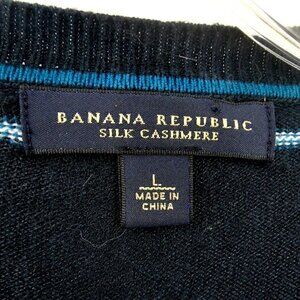 BANANA REPUBLIC
SILK CASHMERE
L
MADE IN
CHINA